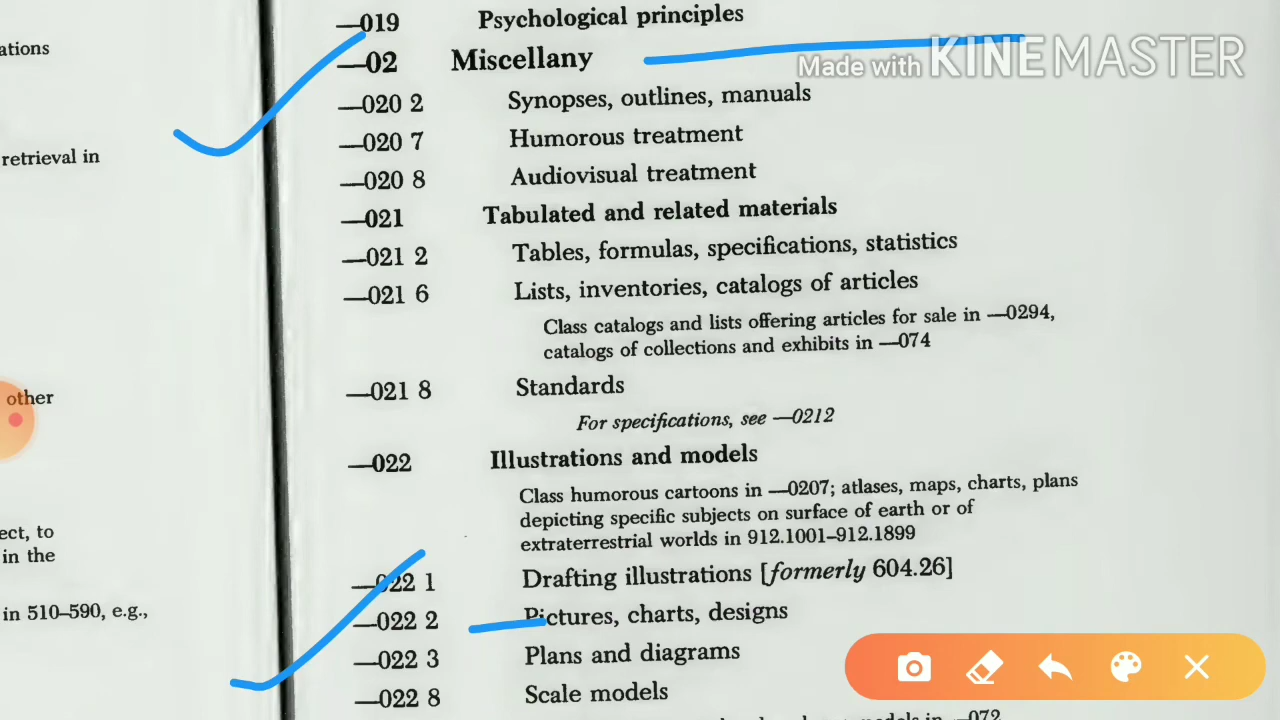 ations
retrieval in
other
ect, to
in the
in 510–590, e.g.,
—019 Psychological principles
—02 Miscellany
Made with KINEMASTER
—020 2 Synopses, outlines, manuals
—020 7 Humorous treatment
—020 8 Audiovisual treatment
—021 Tabulated and related materials
—021 2 Tables, formulas, specifications, statistics
—021 6 Lists, inventories, catalogs of articles
Class catalogs and lists offering articles for sale in —0294,
catalogs of collections and exhibits in —074
—021 8 Standards
For specifications, see —0212
—022 Illustrations and models
Class humorous cartoons in —0207; atlases, maps, charts, plans
depicting specific subjects on surface of earth or of
extraterrestrial worlds in 912.1001–912.1899
—022 1 Drafting illustrations [formerly 604.26]
—022 2 Pictures, charts, designs
—022 3 Plans and diagrams
—022 8 Scale models
models in —072